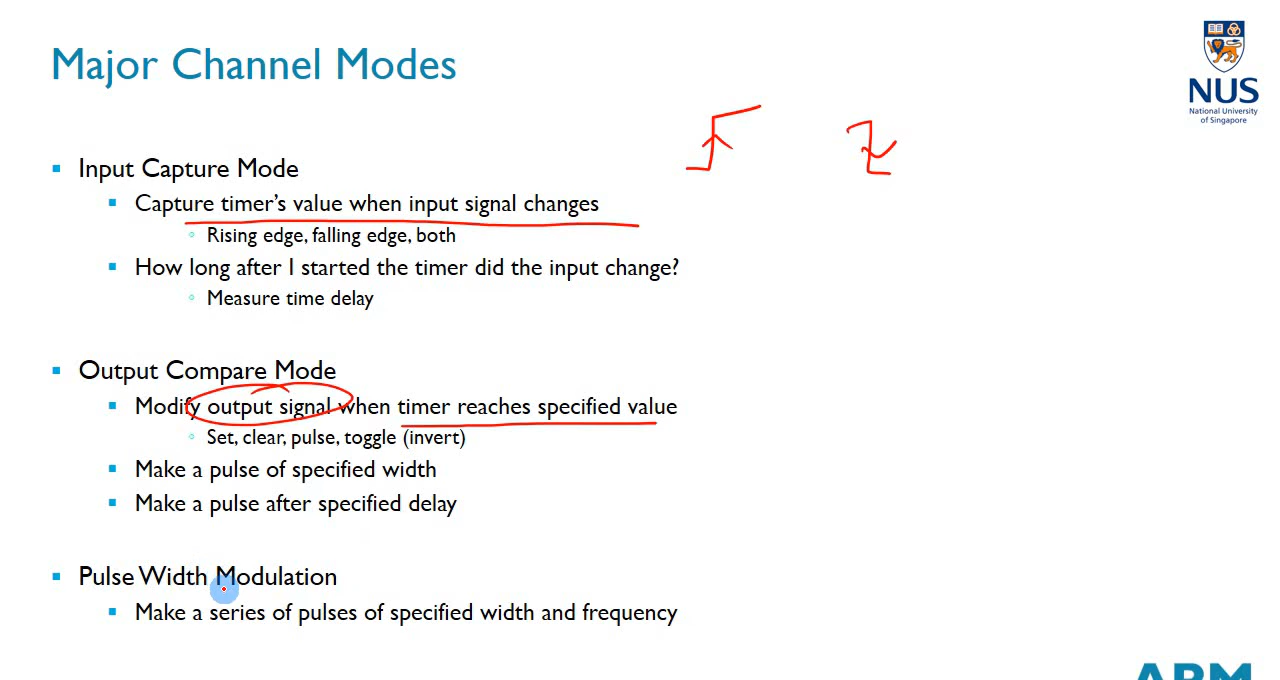 Major Channel Modes
NUS
National University
of Singapore
Input Capture Mode
Capture timer's value when input signal changes
Rising edge, falling edge, both
How long after I started the timer did the input change?
Measure time delay
Output Compare Mode
Modify output signal when timer reaches specified value
Set, clear, pulse, toggle (invert)
Make a pulse of specified width
Make a pulse after specified delay
Pulse Width Modulation
Make a series of pulses of specified width and frequency
ARM